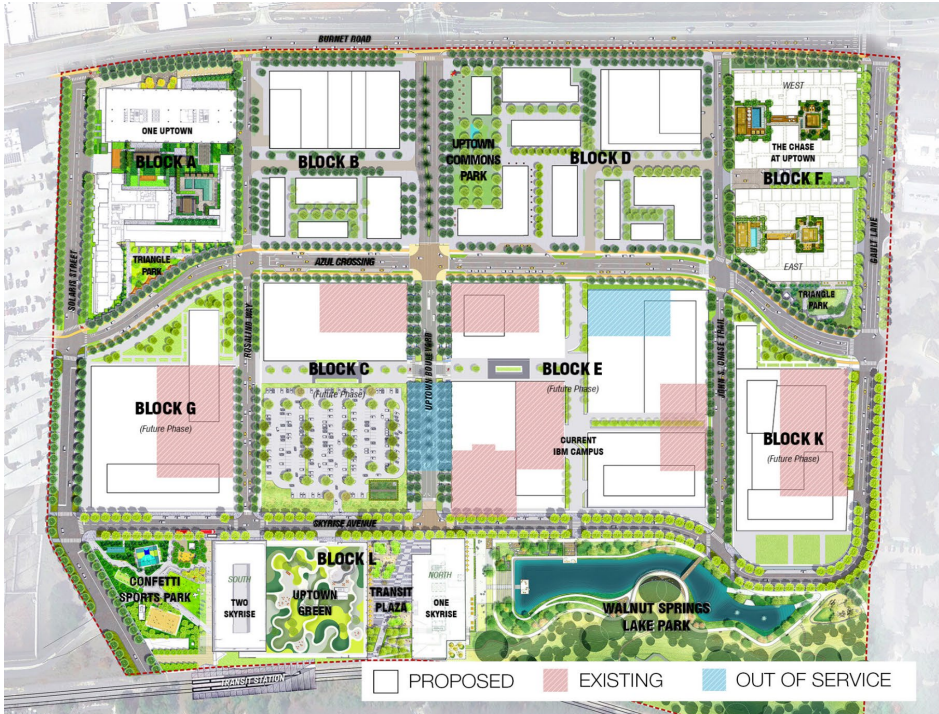 BURNET ROAD
ONE UPTOWN
BLOCK A
BLOCK B
UPTOWN
COMMONS
PARK
BLOCK D
WEST
THE CHASE
AT UPTOWN
BLOCK F
EAST
TRIANGLE
PARK
SOLARIS STREET
AZUL CROSSING
GAULT LANE
TRIANGLE
PARK
ROSALIND WAY
UPTOWN BOULEVARD
JOHN S. CHASE TRAIL
BLOCK C
(Future Phase)
BLOCK E
(Future Phase)
BLOCK G
(Future Phase)
CURRENT
IBM CAMPUS
BLOCK K
(Future Phase)
SKYRISE AVENUE
BLOCK L
CONFETTI
SPORTS PARK
SOUTH
TWO
SKYRISE
UPTOWN
GREEN
TRANSIT
PLAZA
NORTH
ONE
SKYRISE
WALNUT SPRINGS
LAKE PARK
TRANSIT STATION
PROPOSED
EXISTING
OUT OF SERVICE